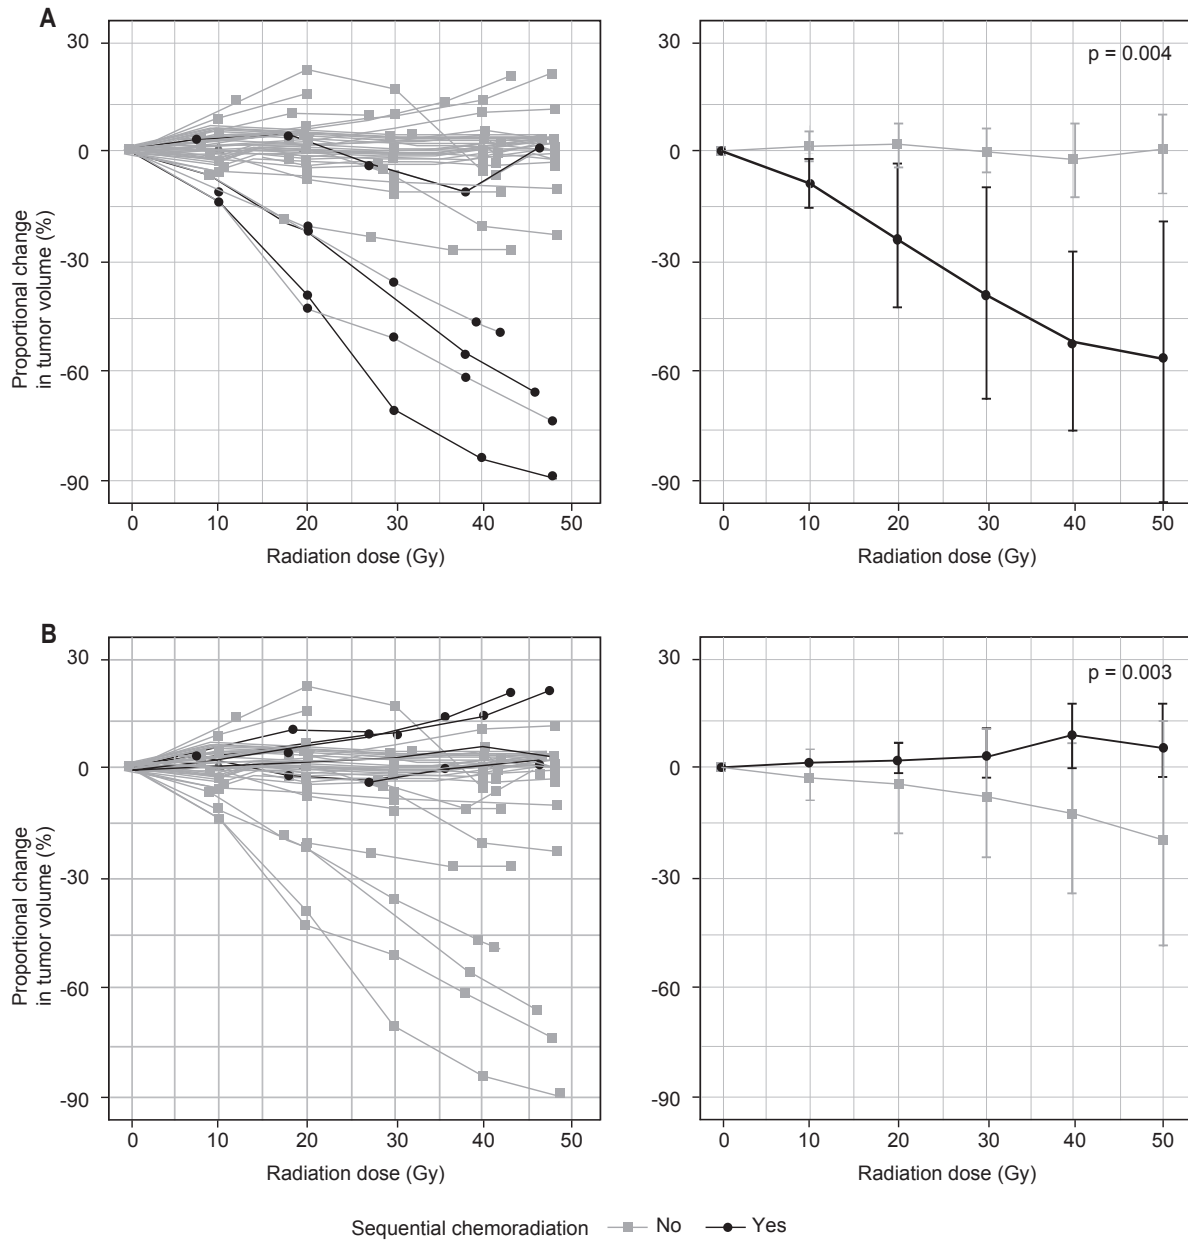 A
30
0
-30
-60
-90
Proportional change
in tumor volume (%)
0 10 20 30 40 50
Radiation dose (Gy)
p = 0.004
30
0
-30
-60
-90
0 10 20 30 40 50
Radiation dose (Gy)
B
30
0
-30
-60
-90
Proportional change
in tumor volume (%)
0 10 20 30 40 50
Radiation dose (Gy)
p = 0.003
30
0
-30
-60
-90
0 10 20 30 40 50
Radiation dose (Gy)
Sequential chemoradiation No Yes